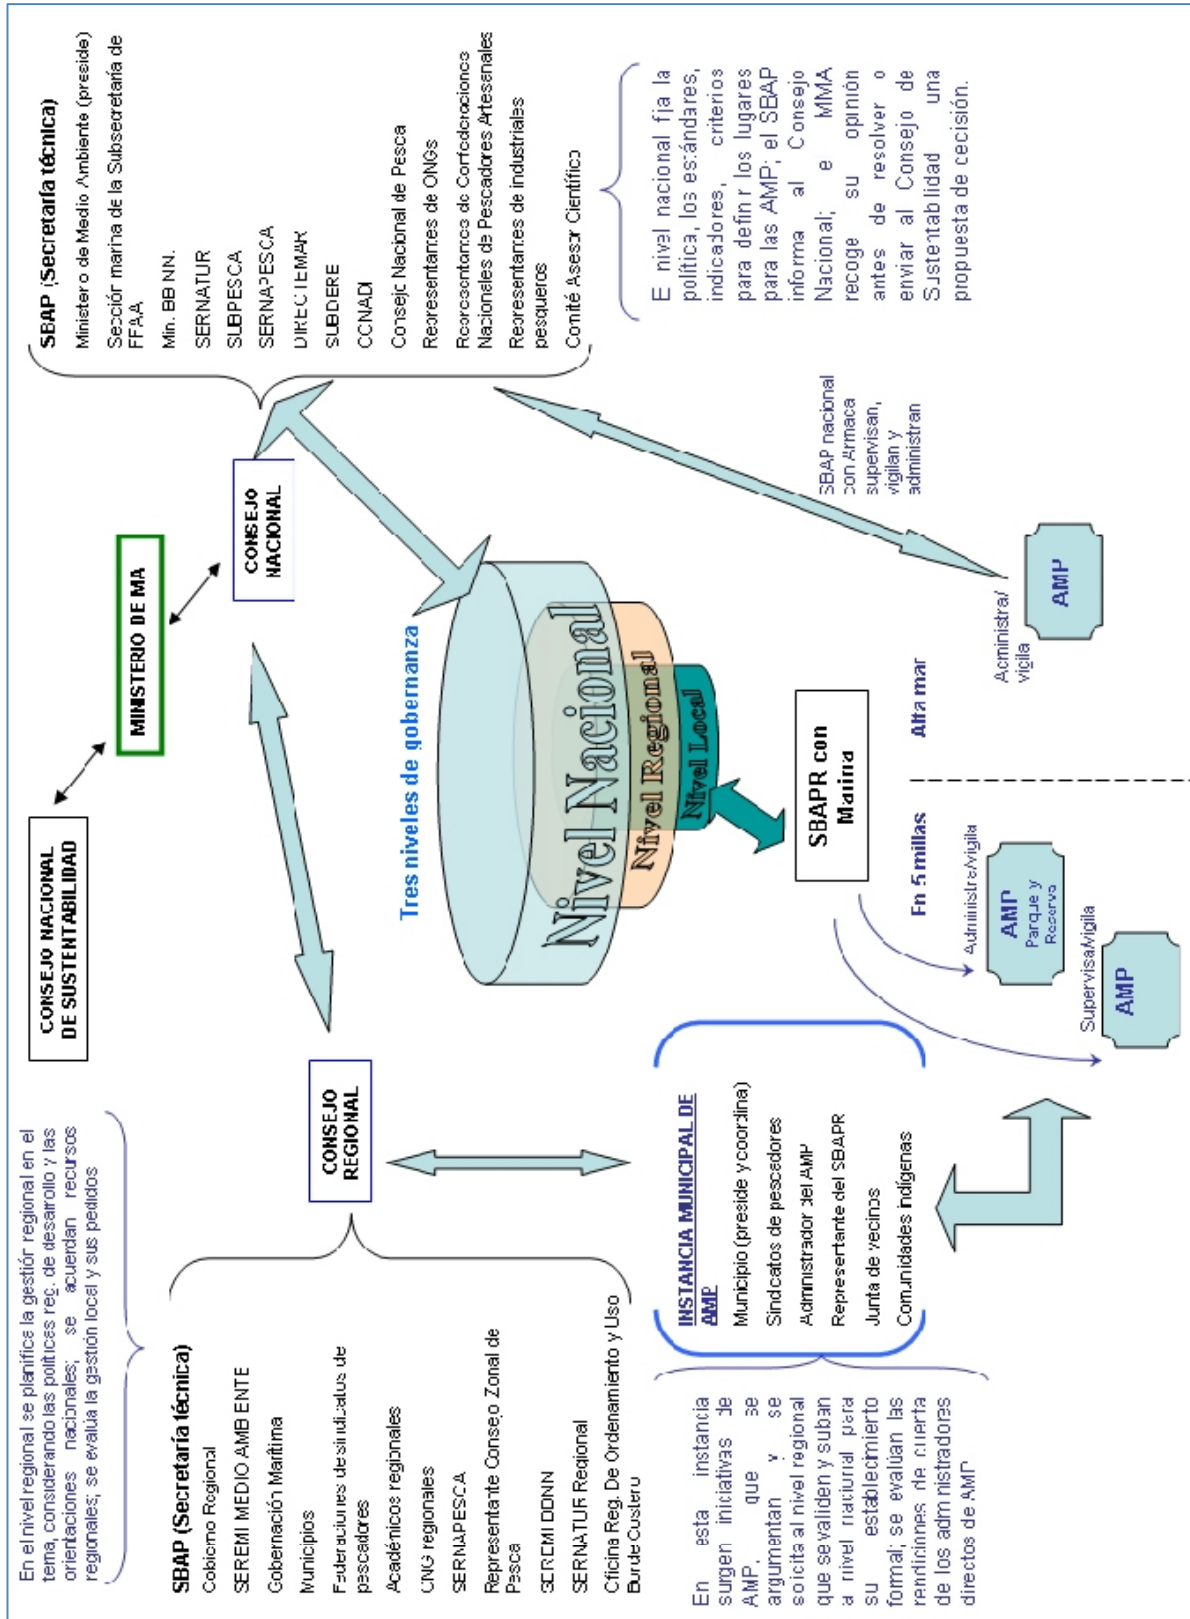 En el nivel regional se planifica la gestión regional en el
tema, considerando las políticas reg. de desarrollo y las
orientaciones nacionales; se acuerdan recursos
regionales; se evalúa la gestión local y sus pedidos
CONSEJO NACIONAL
DE SUSTENTABILIDAD
MINISTERIO DE MA
CONSEJO
NACIONAL
SBAP (Secretaría técnica)
Ministerio de Medio Ambiente (preside)
Sección marina de la Subsecretaría de
FFAA
Min. BB NN.
SERNATUR
SUBPESCA
SERNAPESCA
DIRECTEMAR
SUBDERE
CONADI
Consejo Nacional de Pesca
Representantes de ONGs
Representantes de Confederaciones
Nacionales de Pescadores Artesanales
Representantes de industriales
pesqueros
Comité Asesor Científico
El nivel nacional fija la
política, los estándares,
indicadores, criterios
para definir los lugares
para las AMP; el SBAP
informa al Consejo
Nacional; el MMA
recoge su opinión
antes de resolver o
enviar al Consejo de
Sustentablidad una
propuesta de decisión.
CONSEJO
REGIONAL
SBAP (Secretaría técnica)
Gobierno Regional
SEREMI MEDIO AMBIENTE
Gobernación Marítima
Municipios
Federaciones de sindicatos de
pescadores
Académicos regionales
ONG regionales
SERNAPESCA
Representante Consejo Zonal de
Pesca
SEREMI BBNN
SERNATUR Regional
Oficina Reg. De Ordenamiento y Uso
Borde Costero
Tres niveles de gobernanza
Nivel Nacional
Nivel Regional
Nivel Local
SBAPR con
Marina
SBAP nacional
con Armada
supervisan,
vigilan y
administran
INSTANCIA MUNICIPAL DE
AMP
Municipio (preside y coordina)
Sindicatos de pescadores
Administrador del AMP
Representante del SBAPR
Junta de vecinos
Comunidades indígenas
En esta instancia
surgen iniciativas de
AMP, que se
argumentan y se
solicita al nivel regional
que se validen y suban
a nivel nacional para
su establecimiento
formal; se evalúan las
rendiciones de cuenta
de los administradores
directos de AMP
En 5 millas
Alta mar
Administra/vigila
AMP
Parque y
Reserva
Supervisa/vigila
AMP
Administra/
vigila
AMP